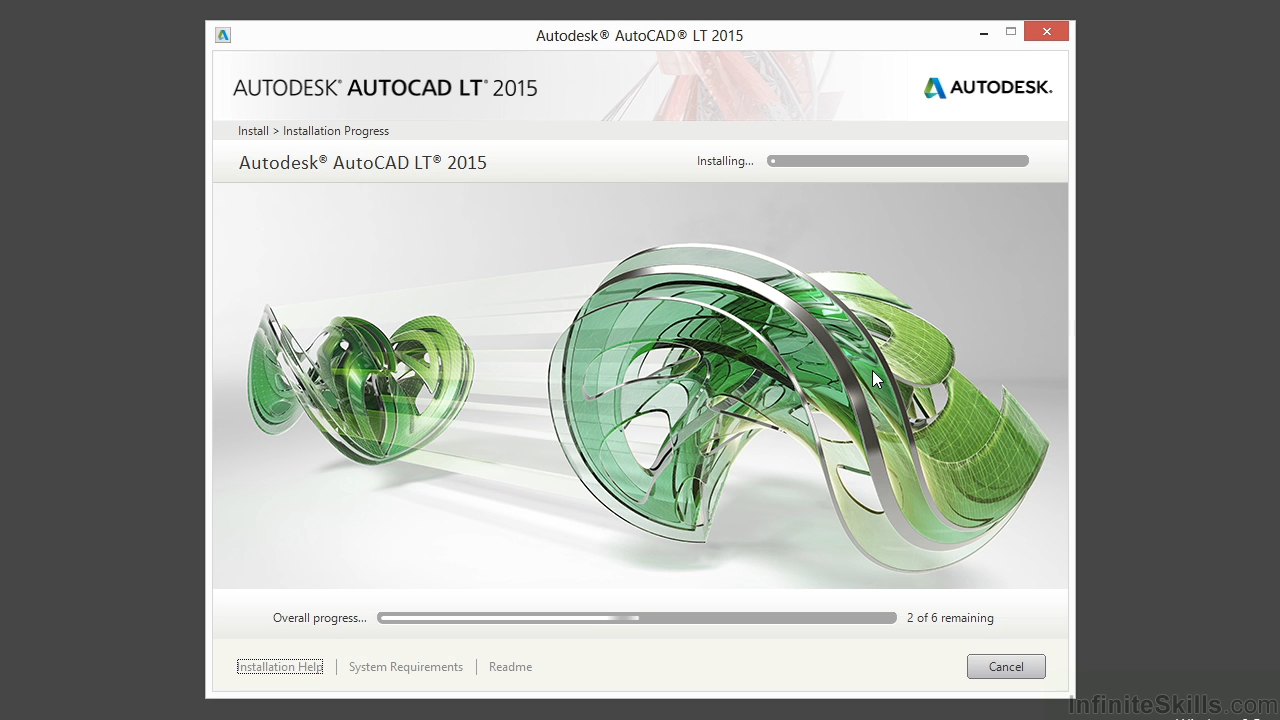 Autodesk® AutoCAD® LT 2015
AUTODESK® AUTOCAD LT® 2015
AUTODESK.
Install > Installation Progress
Autodesk® AutoCAD LT® 2015
Installing...
Overall progress...
2 of 6 remaining
Installation Help
System Requirements
Readme
Cancel
InfiniteSkills.com